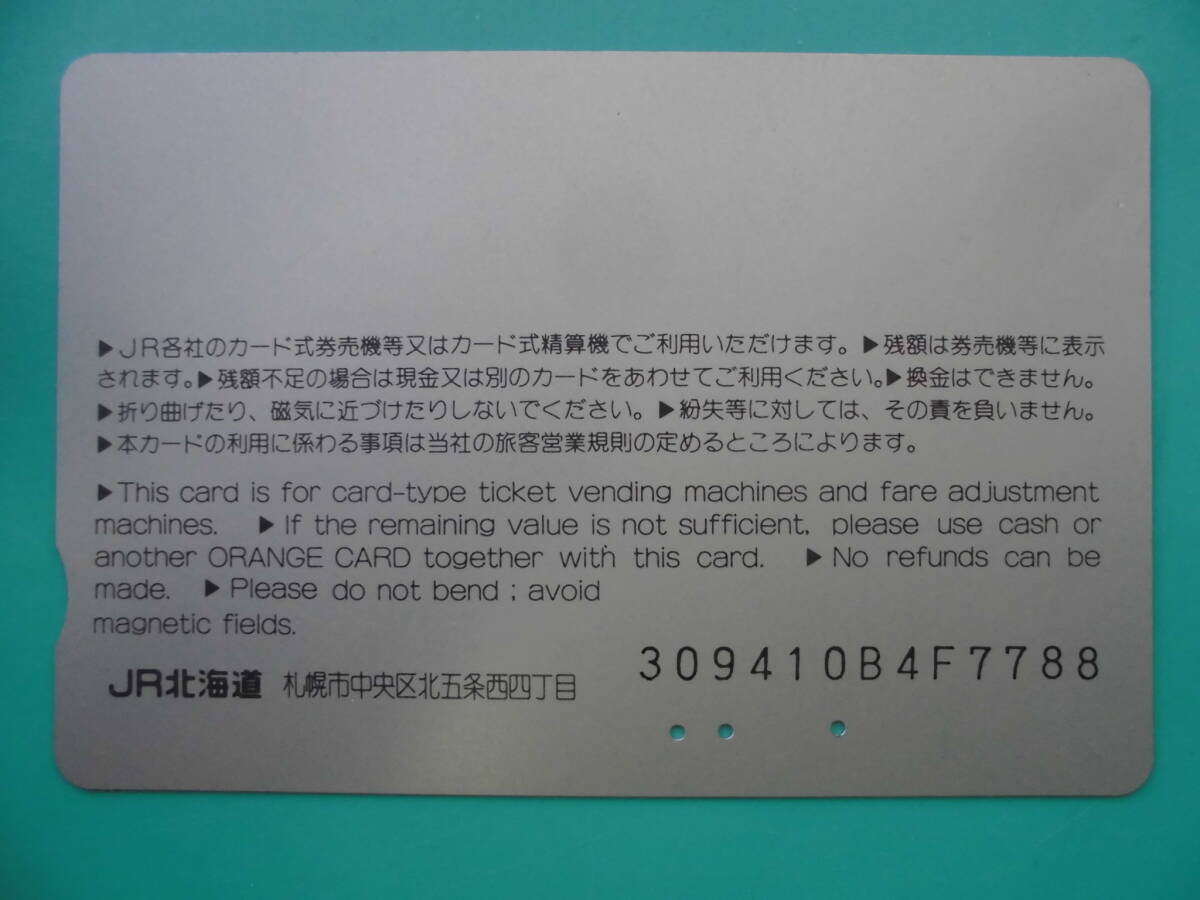 ▶JR各社のカード式券売機等又はカード式精算機でご利用いただけます。▶残額は券売機等に表示
されます。▶残額不足の場合は現金又は別のカードをあわせてご利用ください。▶換金はできません。
▶折り曲げたり、磁気に近づけたりしないでください。▶紛失等に対しては、その責を負いません。
▶本カードの利用に係わる事項は当社の旅客営業規則の定めるところによります。
▶This card is for card-type ticket vending machines and fare adjustment
machines. ▶If the remaining value is not sufficient, please use cash or
another ORANGE CARD together with this card. ▶No refunds can be
made. ▶Please do not bend ; avoid
magnetic fields.
309410B4F7788
JR北海道 札幌市中央区北五条西四丁目